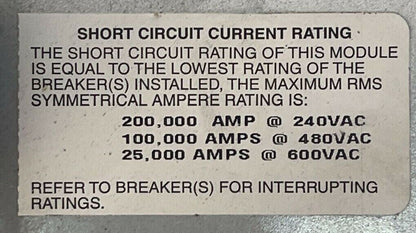 SHORT CIRCUIT CURRENT RATING
THE SHORT CIRCUIT RATING OF THIS MODULE
IS EQUAL TO THE LOWEST RATING OF THE
BREAKER(S) INSTALLED, THE MAXIMUM RMS
SYMMETRICAL AMPERE RATING IS:
200,000 AMP @ 240VAC
100,000 AMPS @ 480VAC
25,000 AMPS @ 600VAC
REFER TO BREAKER(S) FOR INTERRUPTING
RATINGS.